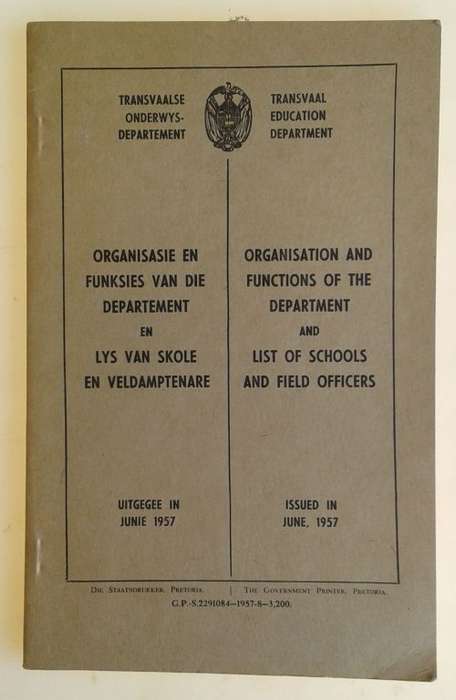 TRANSVAALSE
ONDERWYS-
DEPARTEMENT
TRANSVAAL
EDUCATION
DEPARTMENT
ORGANISASIE EN
FUNKSIES VAN DIE
DEPARTEMENT
EN
LYS VAN SKOLE
EN VELDAMPTENARE
ORGANISATION AND
FUNCTIONS OF THE
DEPARTMENT
AND
LIST OF SCHOOLS
AND FIELD OFFICERS
UITGEGEE IN
JUNIE 1957
ISSUED IN
JUNE, 1957
DIE STAATSDRUKKER, PRETORIA.
THE GOVERNMENT PRINTER, PRETORIA.
G.P.-S.2291084—1957-8—3,200.